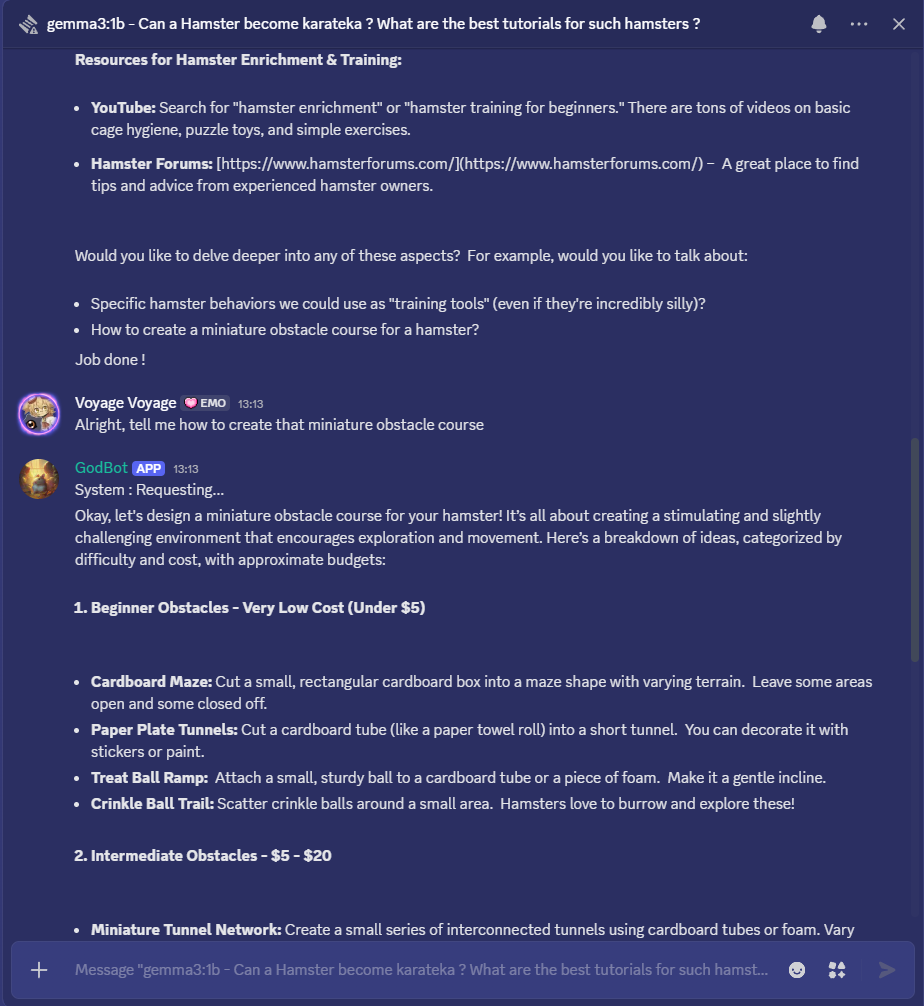 gemma3:1b - Can a Hamster become karateka ? What are the best tutorials for such hamsters ?
Resources for Hamster Enrichment & Training:
• YouTube: Search for "hamster enrichment" or "hamster training for beginners." There are tons of videos on basic
cage hygiene, puzzle toys, and simple exercises.
• Hamster Forums: [https://www.hamsterforums.com/](https://www.hamsterforums.com/) – A great place to find
tips and advice from experienced hamster owners.
Would you like to delve deeper into any of these aspects?  For example, would you like to talk about:
• Specific hamster behaviors we could use as "training tools" (even if they're incredibly silly)?
• How to create a miniature obstacle course for a hamster?
Job done !
Voyage Voyage EMO 13:13
Alright, tell me how to create that miniature obstacle course
GodBot APP 13:13
System : Requesting...
Okay, let's design a miniature obstacle course for your hamster! It’s all about creating a stimulating and slightly
challenging environment that encourages exploration and movement. Here’s a breakdown of ideas, categorized by
difficulty and cost, with approximate budgets:
1. Beginner Obstacles - Very Low Cost (Under $5)
• Cardboard Maze: Cut a small, rectangular cardboard box into a maze shape with varying terrain.  Leave some areas
open and some closed off.
• Paper Plate Tunnels: Cut a cardboard tube (like a paper towel roll) into a short tunnel.  You can decorate it with
stickers or paint.
• Treat Ball Ramp:  Attach a small, sturdy ball to a cardboard tube or a piece of foam.  Make it a gentle incline.
• Crinkle Ball Trail: Scatter crinkle balls around a small area.  Hamsters love to burrow and explore these!
2. Intermediate Obstacles - $5 - $20
• Miniature Tunnel Network: Create a small series of interconnected tunnels using cardboard tubes or foam. Vary
Message "gemma3:1b - Can a Hamster become karateka ? What are the best tutorials for such hamst...